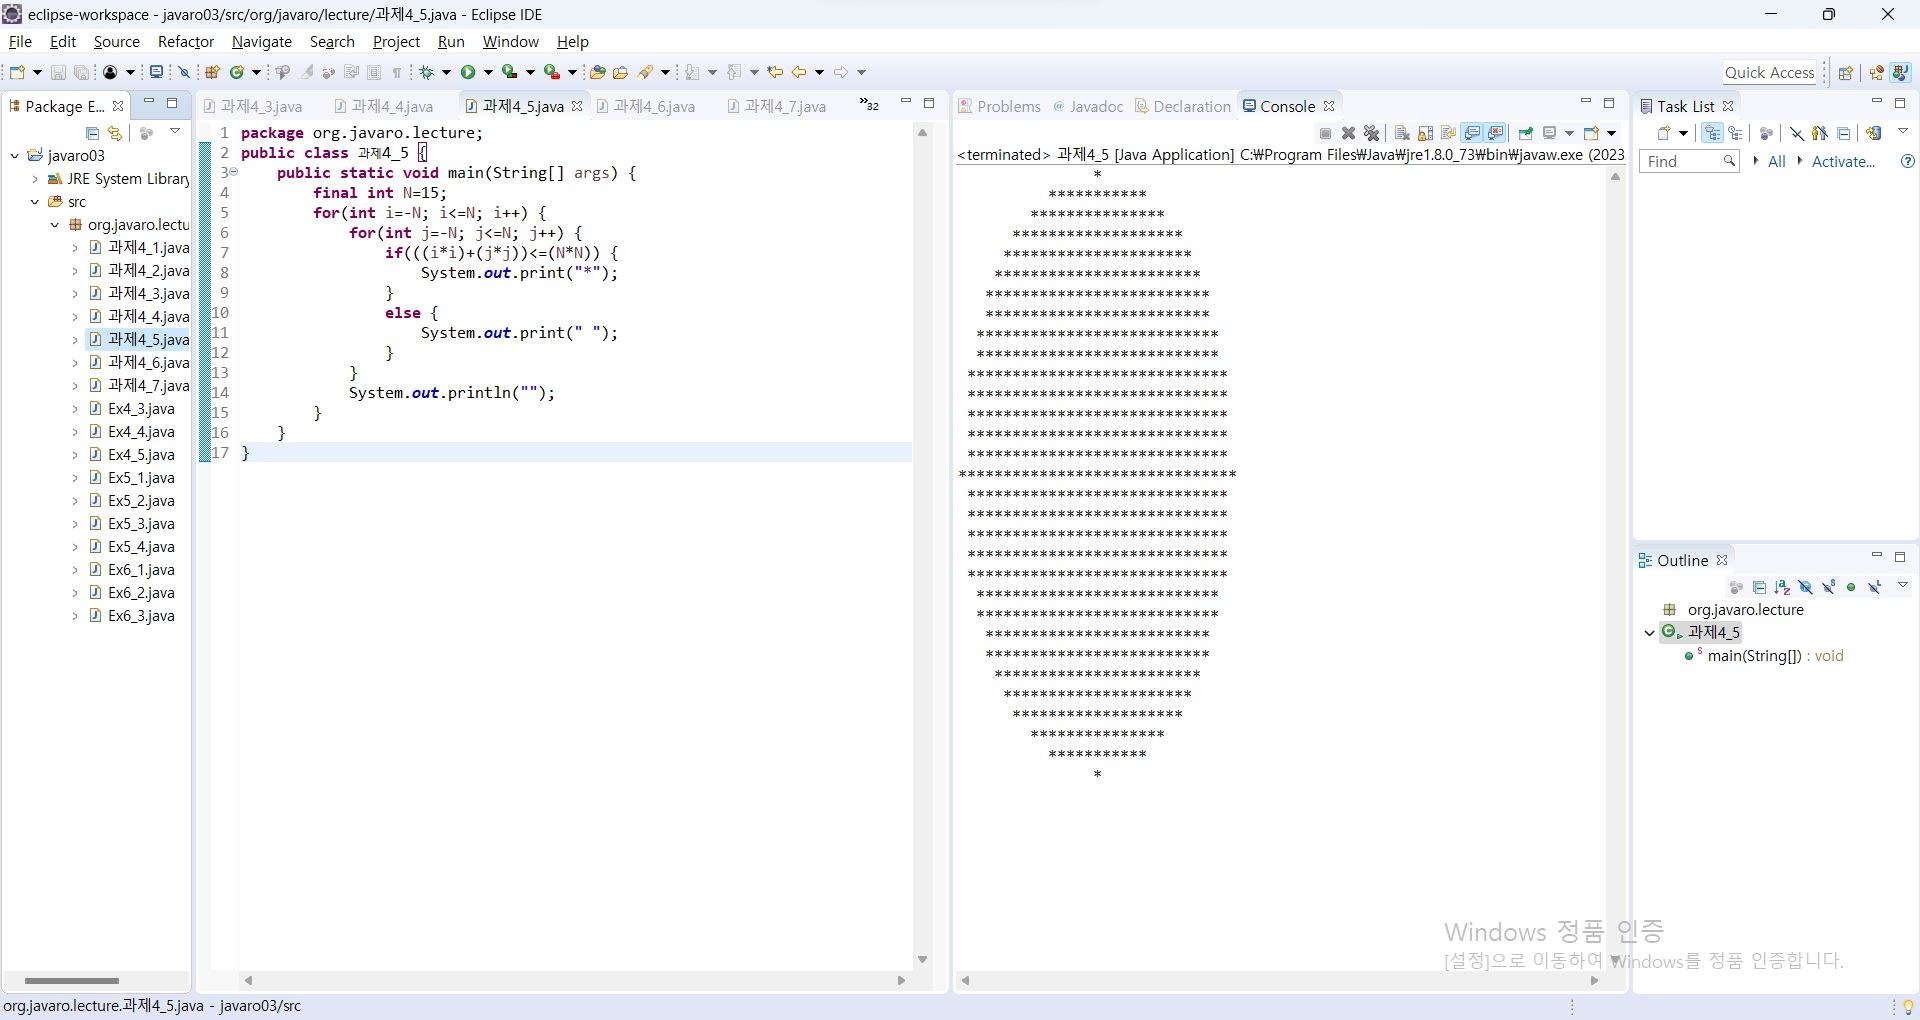 eclipse-workspace - javaro03/src/org/javaro/lecture/과제4_5.java - Eclipse IDE
File Edit Source Refactor Navigate Search Project Run Window Help
Quick Access
Package E...
javaro03
JRE System Library
src
org.javaro.lectu
과제4_1.java
과제4_2.java
과제4_3.java
과제4_4.java
과제4_5.java
과제4_6.java
과제4_7.java
Ex4_3.java
Ex4_4.java
Ex4_5.java
Ex5_1.java
Ex5_2.java
Ex5_3.java
Ex5_4.java
Ex6_1.java
Ex6_2.java
Ex6_3.java
과제4_3.java 과제4_4.java 과제4_5.java 과제4_6.java 과제4_7.java »32
1 package org.javaro.lecture;
2 public class 과제4_5 {
3 public static void main(String[] args) {
4 final int N=15;
5 for(int i=-N; i<=N; i++) {
6 for(int j=-N; j<=N; j++) {
7 if(((i*i)+(j*j))<=(N*N)) {
8 System.out.print("*");
9 }
10 else {
11 System.out.print(" ");
12 }
13 }
14 System.out.println("");
15 }
16 }
17 }
Problems Javadoc Declaration Console
<terminated> 과제4_5 [Java Application] C:₩Program Files₩Java₩jre1.8.0_73₩bin₩javaw.exe (2023
*
***********
***************
*******************
*********************
***********************
*************************
*************************
***************************
***************************
*****************************
*****************************
*****************************
*****************************
*****************************
*******************************
*****************************
*****************************
*****************************
*****************************
*****************************
***************************
***************************
*************************
*************************
***********************
*********************
*******************
***************
***********
*
Task List
Find All Activate...
Outline
org.javaro.lecture
과제4_5
main(String[]) : void
Windows 정품 인증
[설정]으로 이동하여 Windows를 정품 인증합니다.
org.javaro.lecture.과제4_5.java - javaro03/src